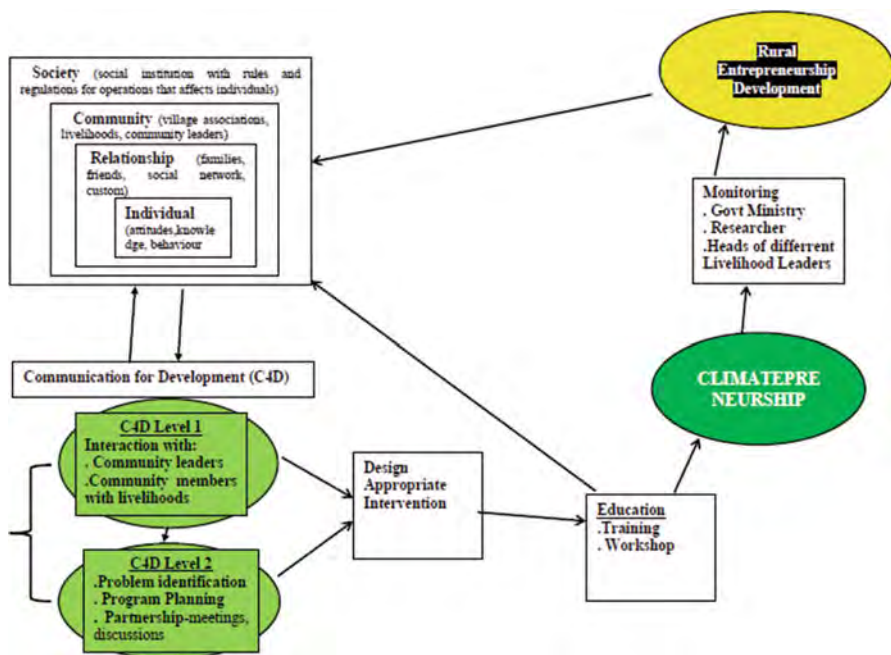 Society (social institution with rules and
regulations for operations that affects individuals)
Community (village associations,
livelihoods, community leaders)
Relationship (families,
friends, social network,
custom)
Individual
(attitudes,knowle
dge, behaviour
Communication for Development (C4D)
C4D Level 1
Interaction with:
. Community leaders
.Community members
with livelihoods
C4D Level 2
.Problem identification
. Program Planning
. Partnership-meetings,
discussions
Design
Appropriate
Intervention
Education
.Training
. Workshop
CLIMATEPRE
NEURSHIP
Monitoring
. Govt Ministry
. Researcher
.Heads of differrent
Livelihood Leaders
Rural
Entrepreneurship
Development